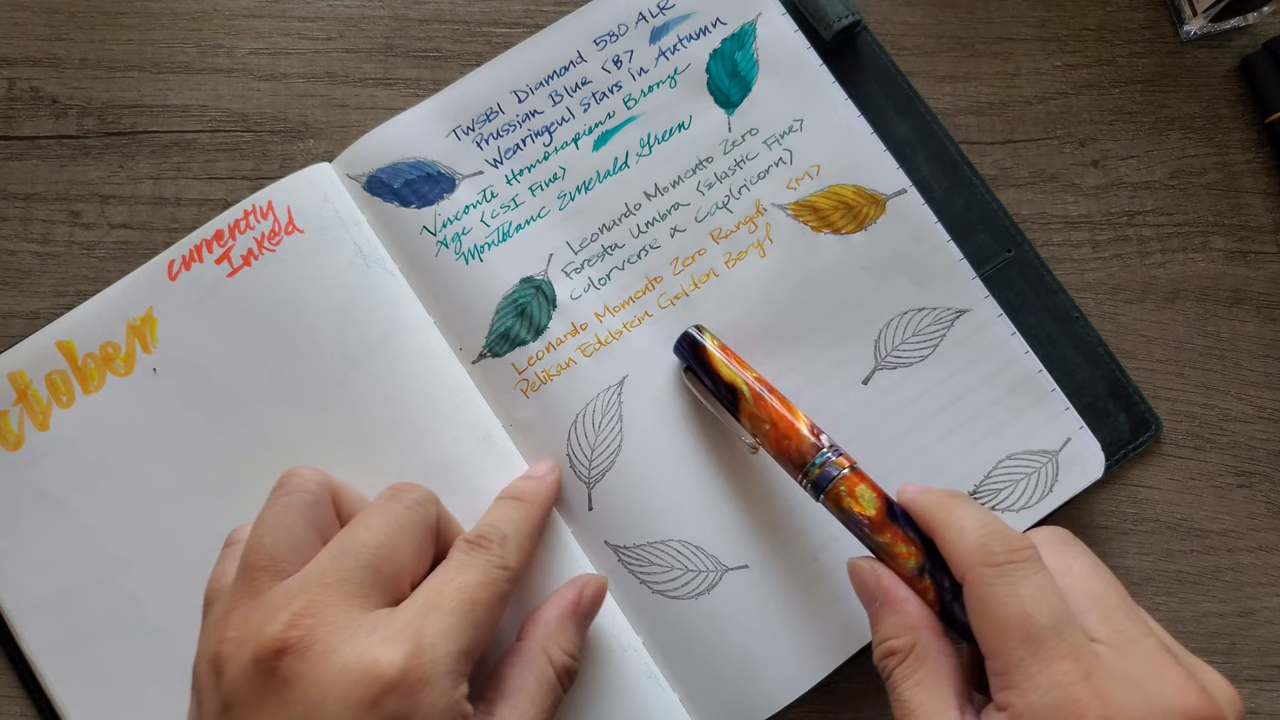 ctober
currently
Inked
TWSBI Diamond 580 ALR
Prussian Blue <B>
Wearingeul Stars in Autumn
Visconti Homosapiens Bronze
Age <CSI Fine>
Montblanc Emerald Green
Leonardo Momento Zero
Foresta Umbra <Elastic Fine>
Colorverse α Cap(ricorn)
Leonardo Momento Zero Rangoli <M>
Pelikan Edelstein Golden Beryl